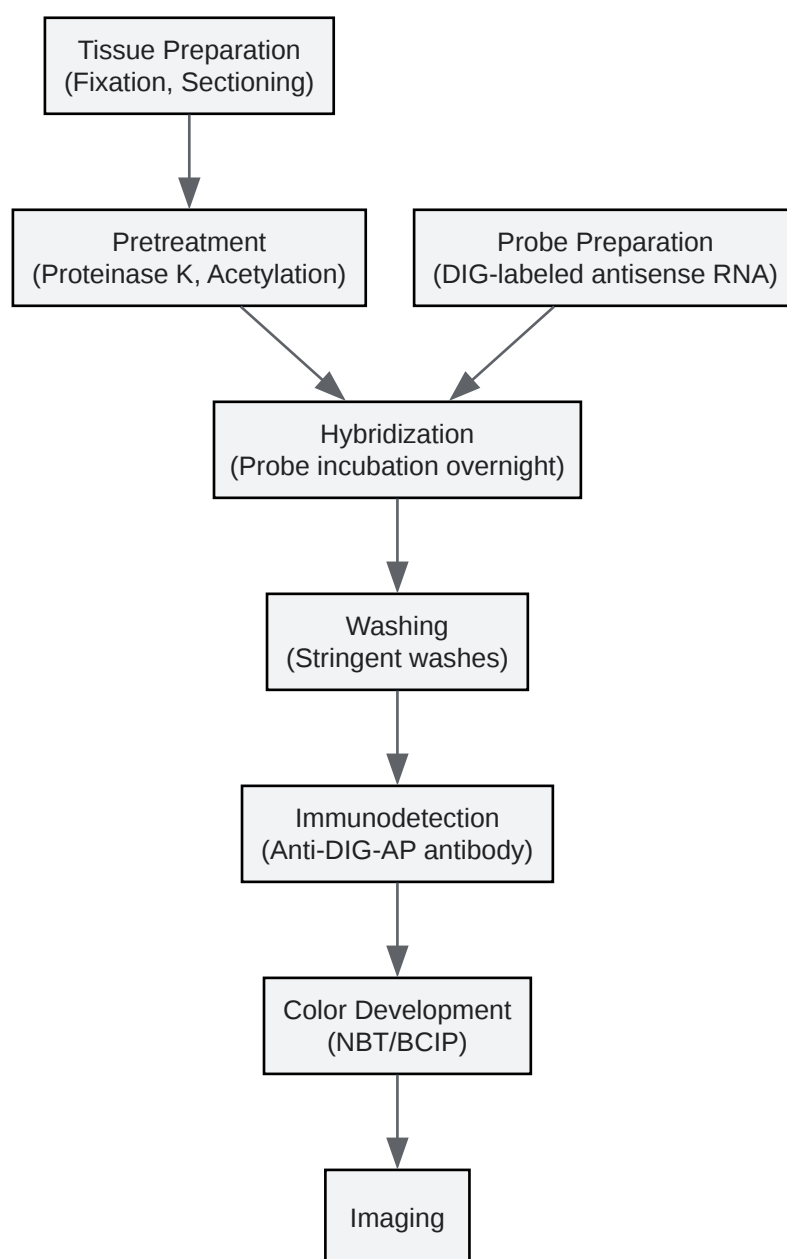 Tissue Preparation
(Fixation, Sectioning)
Pretreatment
(Proteinase K, Acetylation)
Probe Preparation
(DIG-labeled antisense RNA)
Hybridization
(Probe incubation overnight)
Washing
(Stringent washes)
Immunodetection
(Anti-DIG-AP antibody)
Color Development
(NBT/BCIP)
Imaging